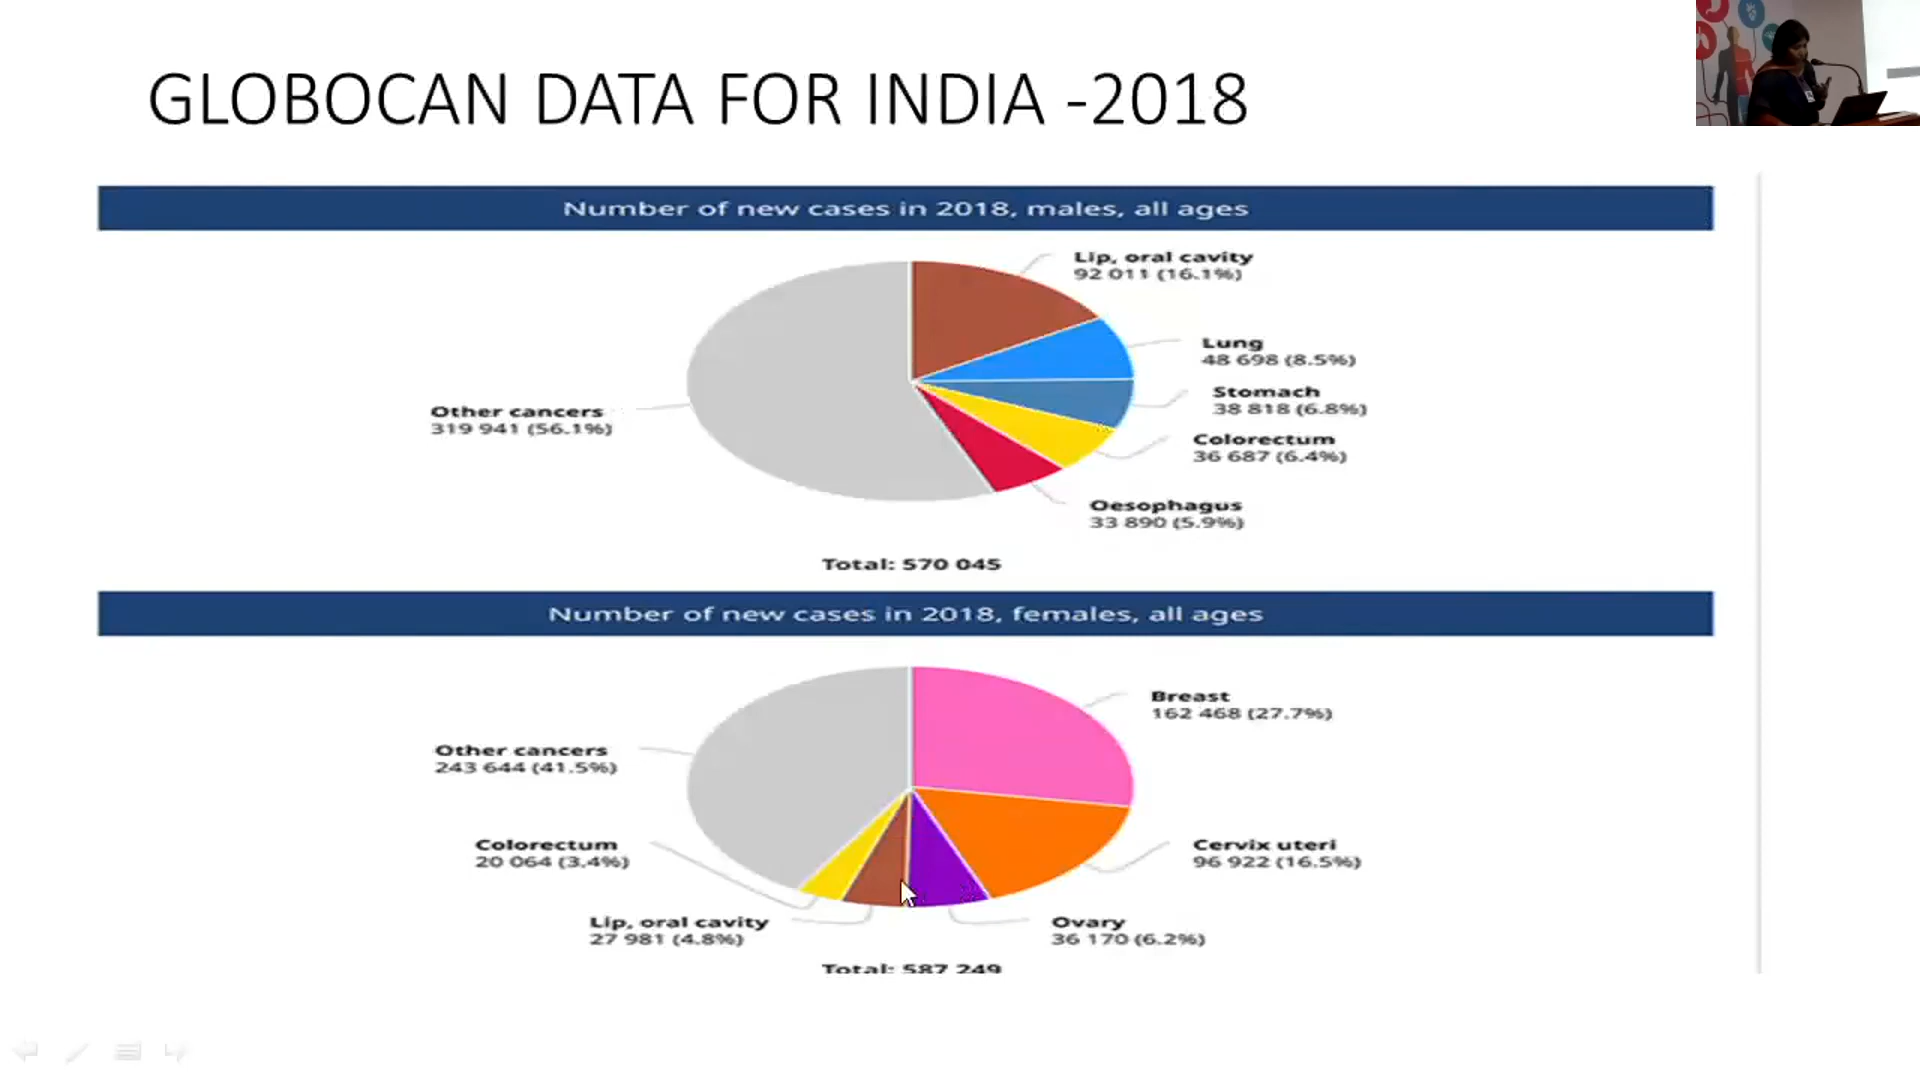 GLOBOCAN DATA FOR INDIA -2018
Number of new cases in 2018, males, all ages
Lip, oral cavity
92 011 (16.1%)
Lung
48 698 (8.5%)
Stomach
38 818 (6.8%)
Other cancers
319 941 (56.1%)
Colorectum
36 687 (6.4%)
Oesophagus
33 890 (5.9%)
Total: 570 045
Number of new cases in 2018, females, all ages
Breast
162 468 (27.7%)
Other cancers
243 644 (41.5%)
Colorectum
20 064 (3.4%)
Cervix uteri
96 922 (16.5%)
Lip, oral cavity
27 981 (4.8%)
Ovary
36 170 (6.2%)
Total: 587 249